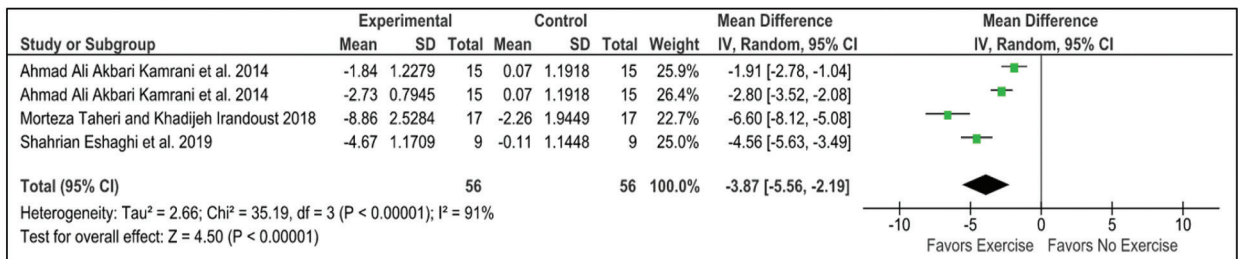 Experimental Control Mean Difference Mean Difference
Study or Subgroup Mean SD Total Mean SD Total Weight IV, Random, 95% CI IV, Random, 95% CI
Ahmad Ali Akbari Kamrani et al. 2014 -1.84 1.2279 15 0.07 1.1918 15 25.9% -1.91 [-2.78, -1.04]
Ahmad Ali Akbari Kamrani et al. 2014 -2.73 0.7945 15 0.07 1.1918 15 26.4% -2.80 [-3.52, -2.08]
Morteza Taheri and Khadijeh Irandoust 2018 -8.86 2.5284 17 -2.26 1.9449 17 22.7% -6.60 [-8.12, -5.08]
Shahrian Eshaghi et al. 2019 -4.67 1.1709 9 -0.11 1.1448 9 25.0% -4.56 [-5.63, -3.49]
Total (95% CI) 56 56 100.0% -3.87 [-5.56, -2.19]
Heterogeneity: Tau² = 2.66; Chi² = 35.19, df = 3 (P < 0.00001); I² = 91%
Test for overall effect: Z = 4.50 (P < 0.00001)
-10 -5 0 5 10
Favors Exercise Favors No Exercise